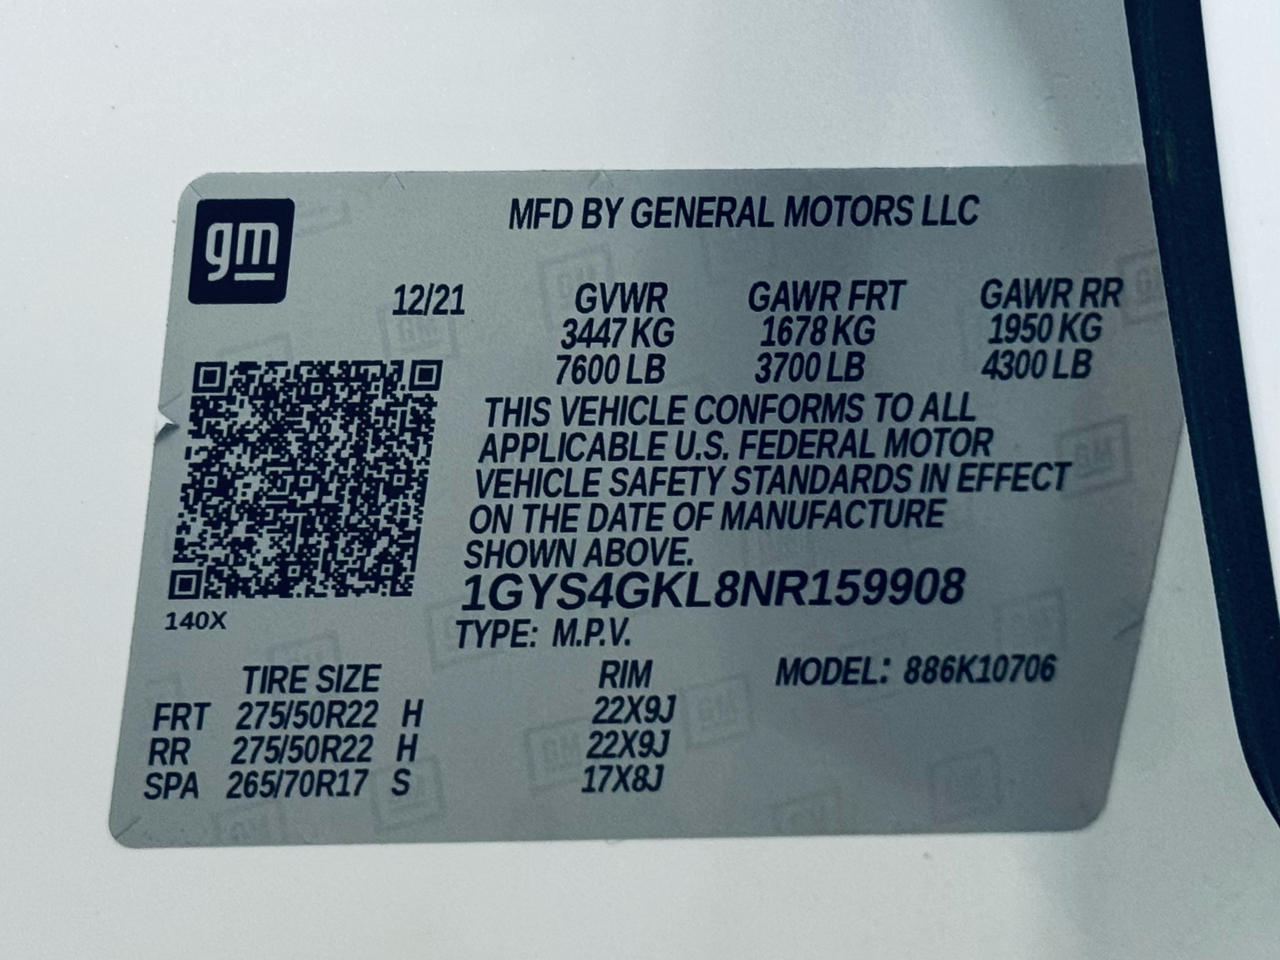 gm
MFD BY GENERAL MOTORS LLC
12/21 GVWR GAWR FRT GAWR RR
3447 KG 1678 KG 1950 KG
7600 LB 3700 LB 4300 LB
THIS VEHICLE CONFORMS TO ALL
APPLICABLE U.S. FEDERAL MOTOR
VEHICLE SAFETY STANDARDS IN EFFECT
ON THE DATE OF MANUFACTURE
SHOWN ABOVE.
1GYS4GKL8NR159908
140X
TYPE: M.P.V.
TIRE SIZE RIM MODEL: 886K10706
FRT 275/50R22 H 22X9J
RR 275/50R22 H 22X9J
SPA 265/70R17 S 17X8J